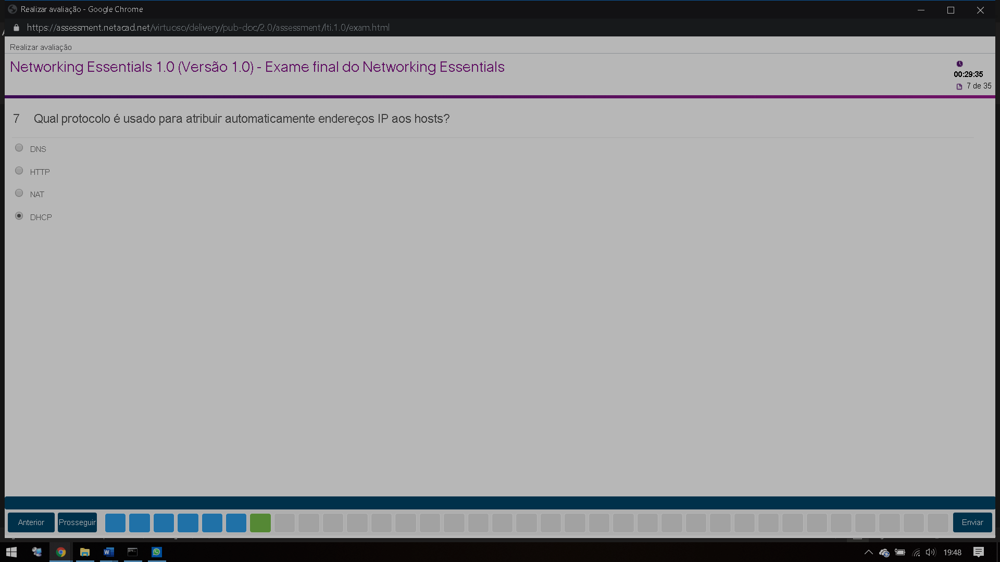 Realizar avaliação - Google Chrome
https://assessment.netacad.net/virtuoso/delivery/pub-doc/2.0/assessment/lti.1.0/exam.html
Realizar avaliação
Networking Essentials 1.0 (Versão 1.0) - Exame final do Networking Essentials
00:29:35
7 de 35
7 Qual protocolo é usado para atribuir automaticamente endereços IP aos hosts?
DNS
HTTP
NAT
DHCP
Anterior
Prosseguir
Enviar
19:48